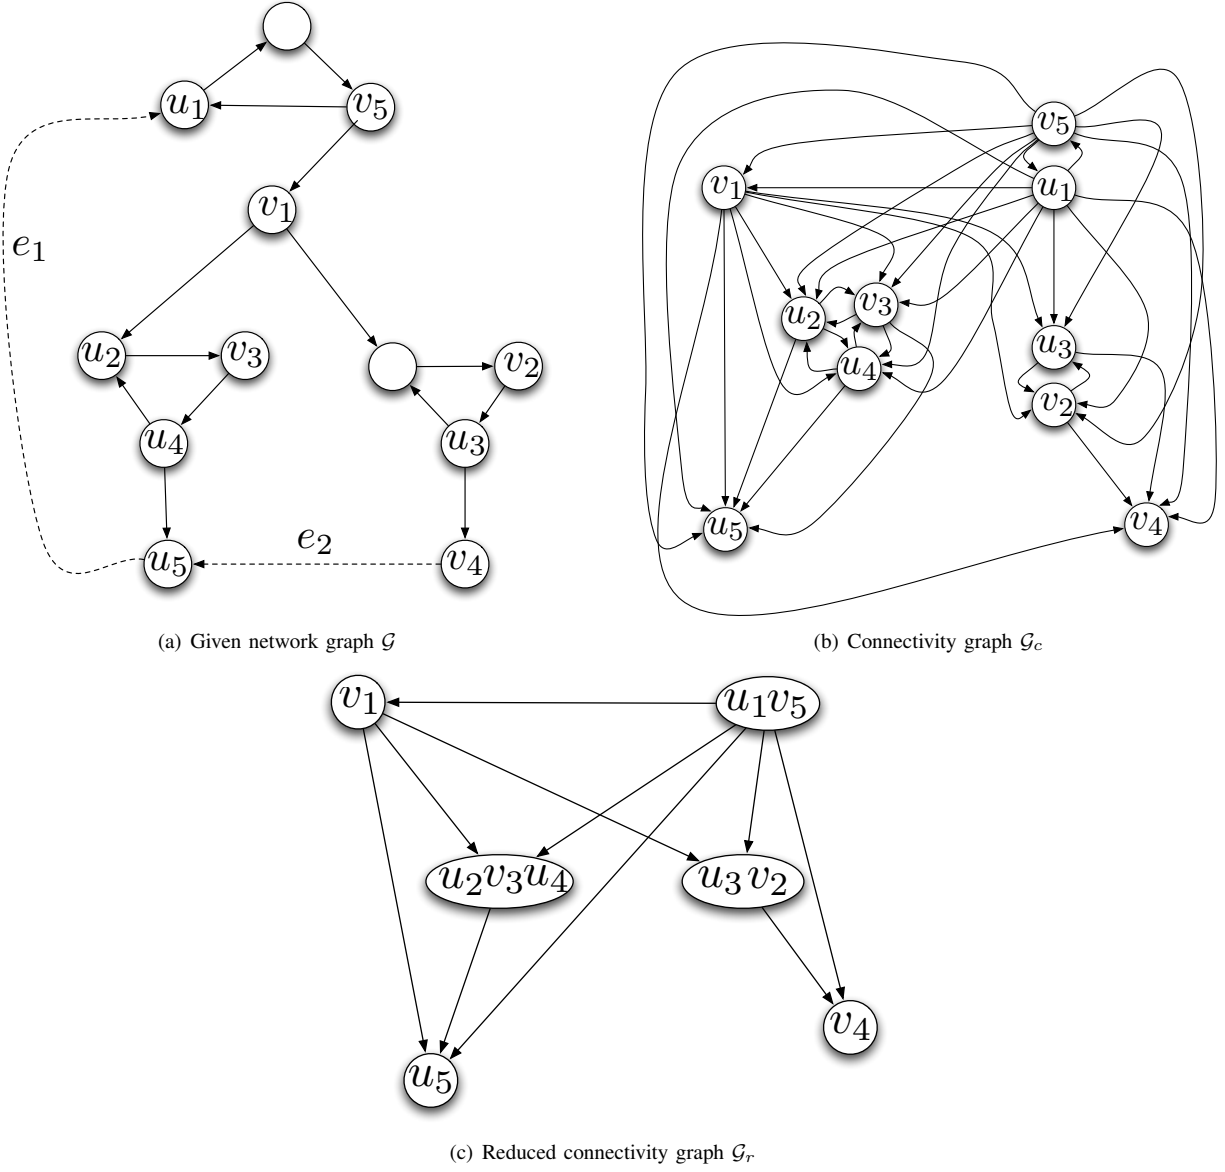 u1
v5
v1
e1
u2
v3
v2
u4
u3
e2
u5
v4
(a) Given network graph 𝒢
v5
v1
u1
u2
v3
u3
u4
v2
u5
v4
(b) Connectivity graph 𝒢c
v1
u1v5
u2v3u4
u3v2
v4
u5
(c) Reduced connectivity graph 𝒢r